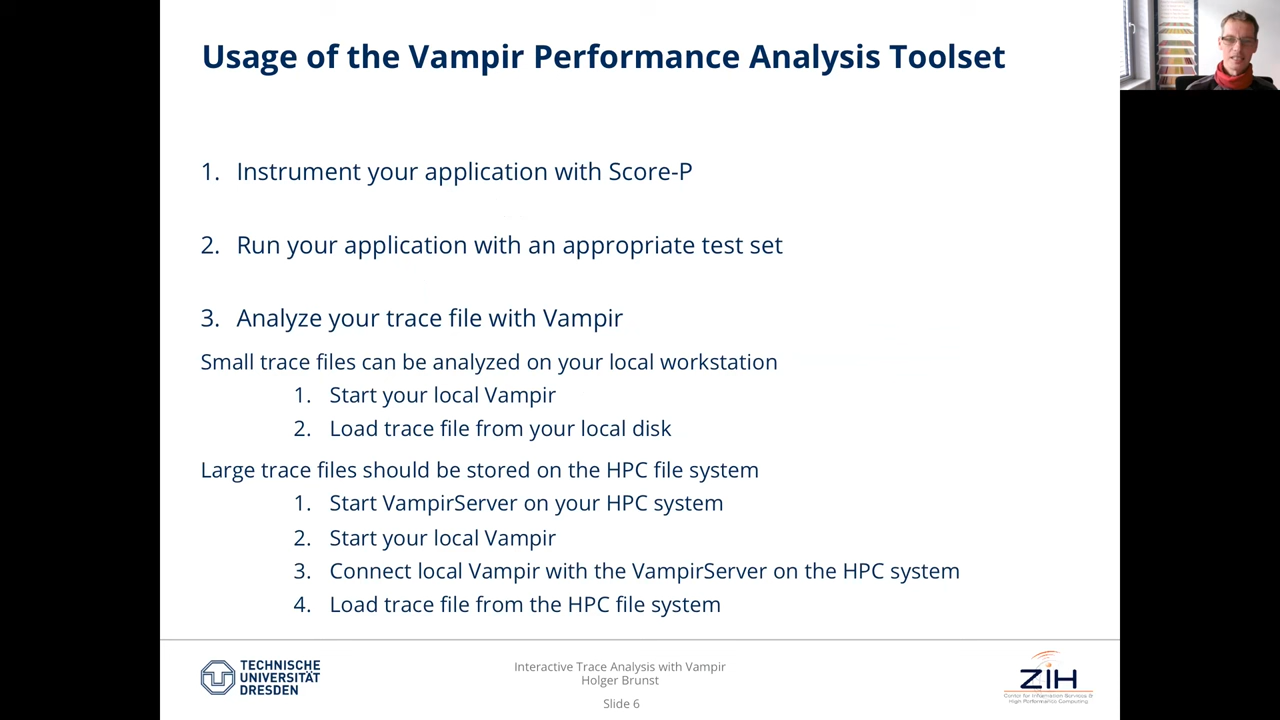 Usage of the Vampir Performance Analysis Toolset
1. Instrument your application with Score-P
2. Run your application with an appropriate test set
3. Analyze your trace file with Vampir
Small trace files can be analyzed on your local workstation
1. Start your local Vampir
2. Load trace file from your local disk
Large trace files should be stored on the HPC file system
1. Start VampirServer on your HPC system
2. Start your local Vampir
3. Connect local Vampir with the VampirServer on the HPC system
4. Load trace file from the HPC file system
TECHNISCHE
UNIVERSITÄT
DRESDEN
Interactive Trace Analysis with Vampir
Holger Brunst
Slide 6
ZIH
Center for Information Services &
High Performance Computing